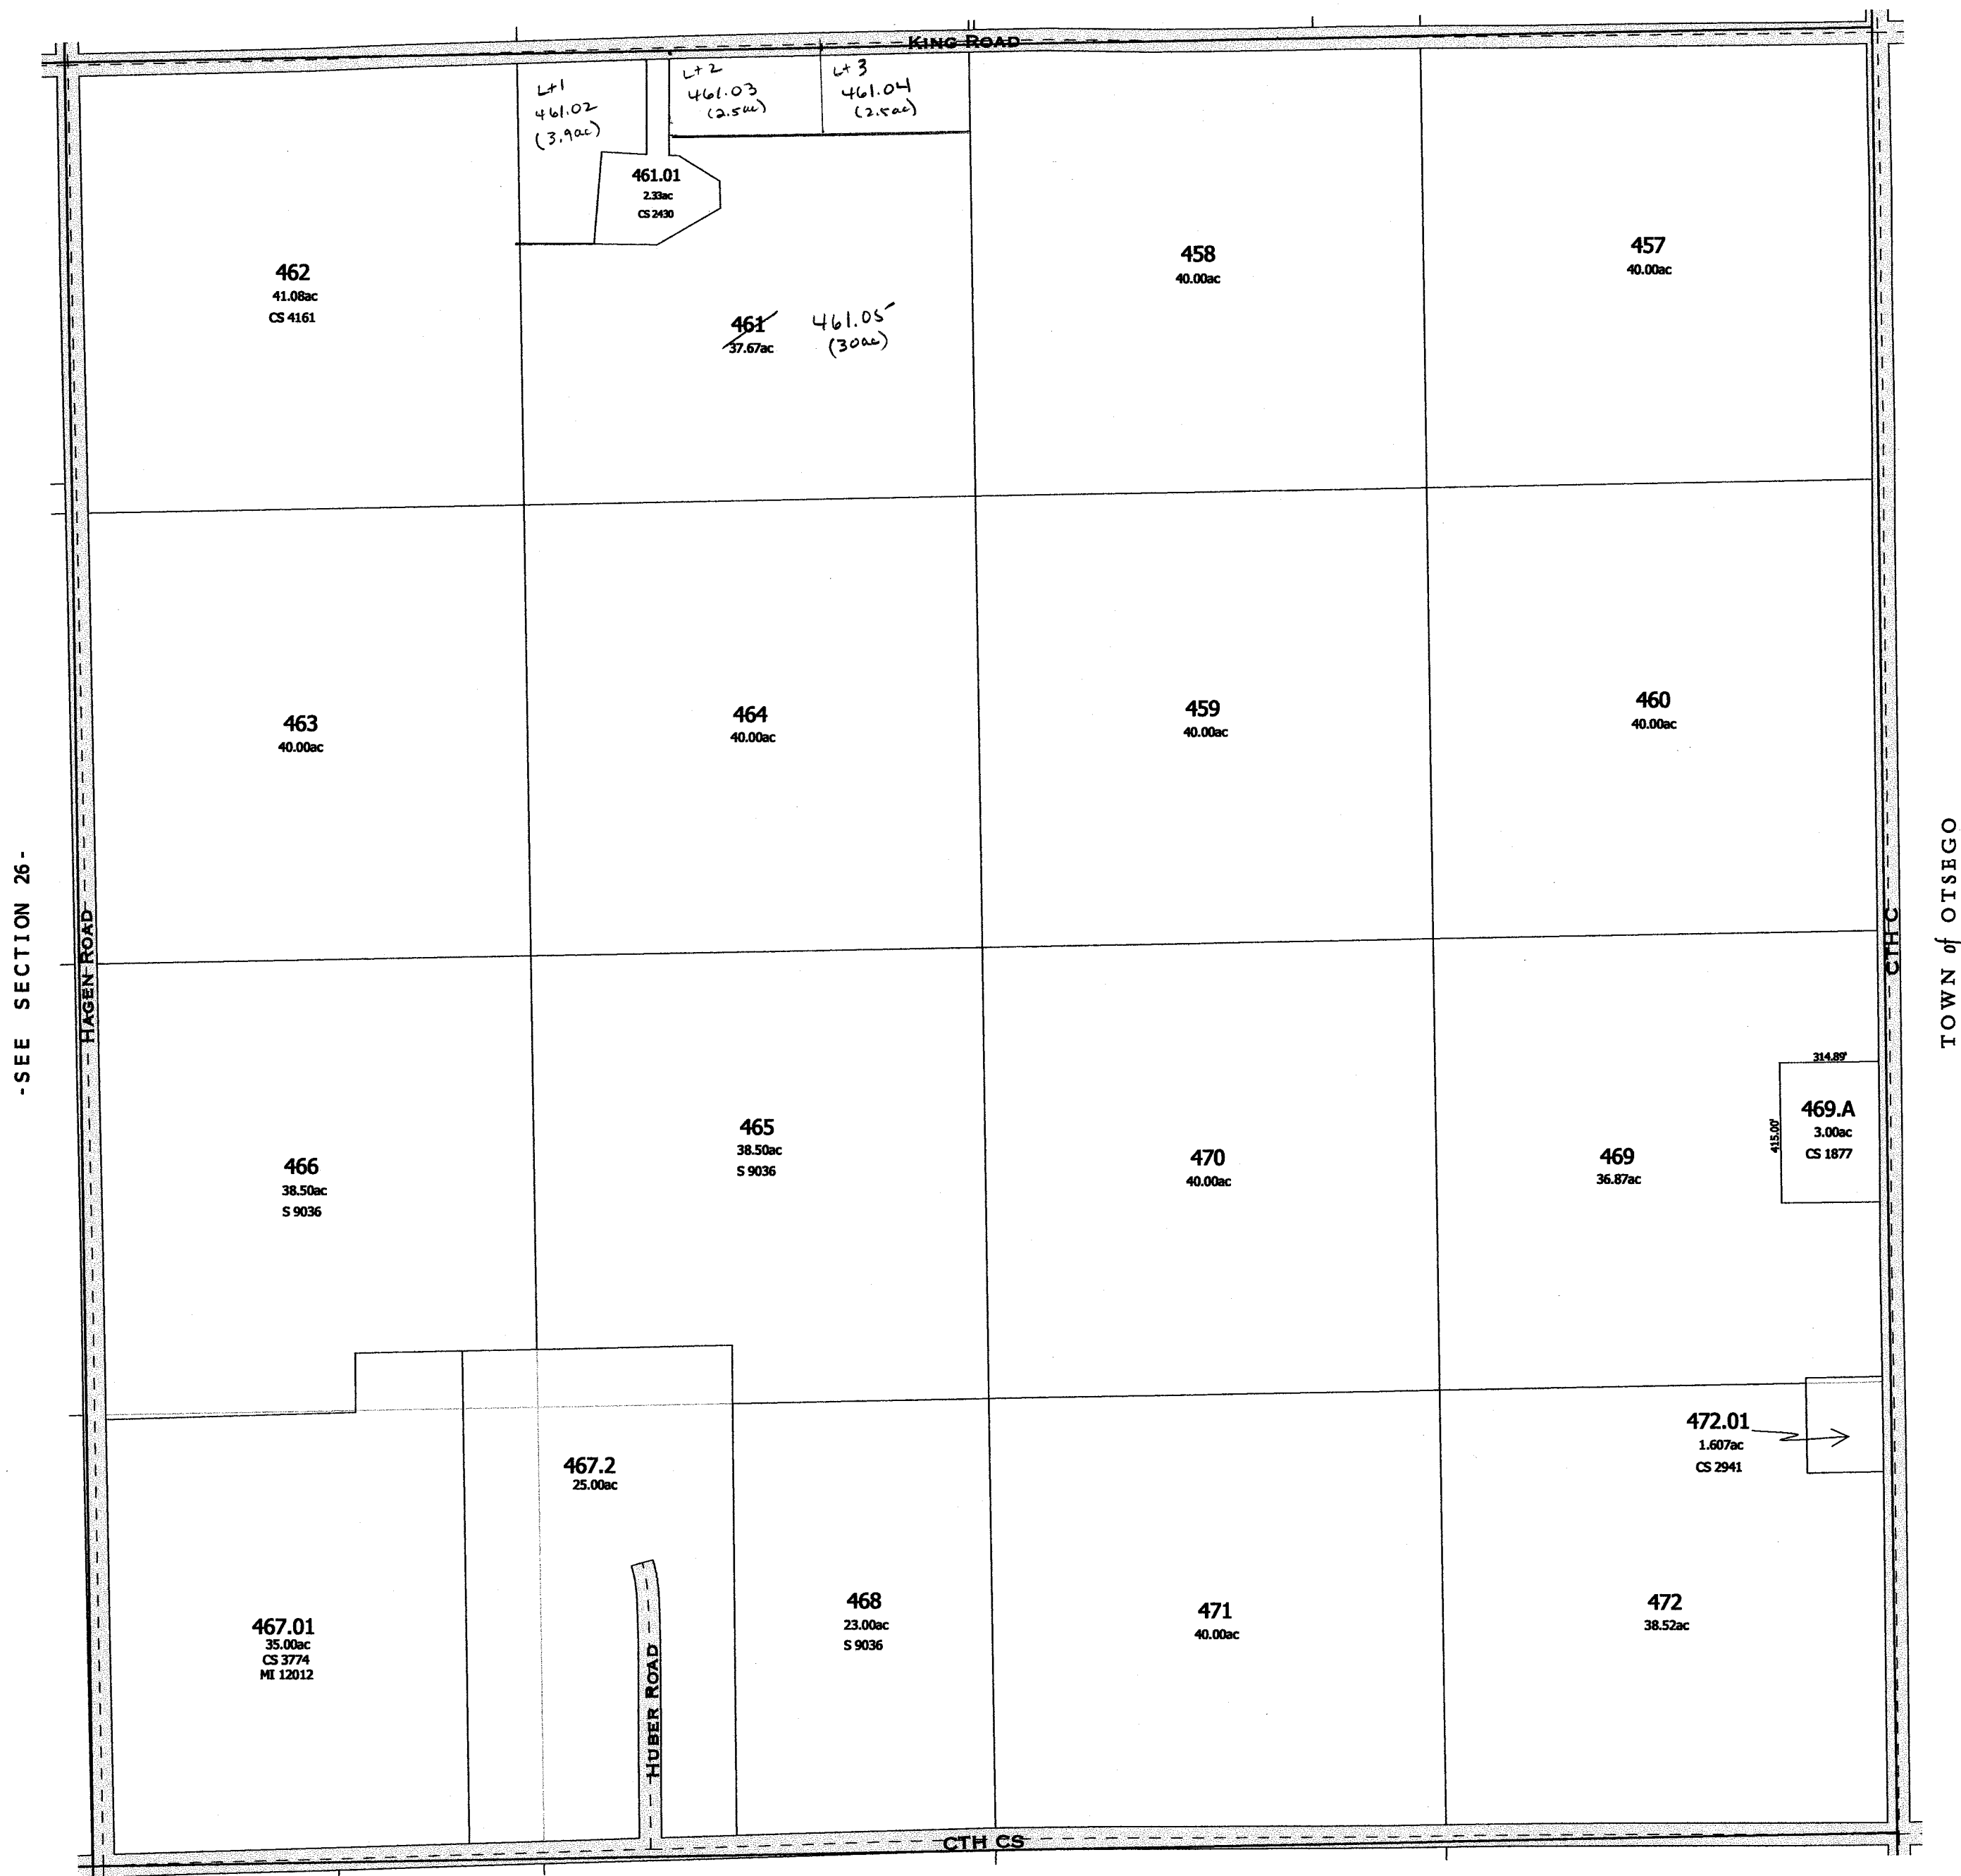 KING ROAD
Lt 1
461.02
(3.9ac)
Lt 2
461.03
(2.5ac)
Lt 3
461.04
(2.5ac)
461.01
2.33ac
CS 2430
462
41.08ac
CS 4161
461
37.67ac
461.05
(30ac)
458
40.00ac
457
40.00ac
463
40.00ac
464
40.00ac
459
40.00ac
460
40.00ac
-SEE SECTION 26-
HAGEN ROAD
CTH C
TOWN of OTSEGO
466
38.50ac
S 9036
465
38.50ac
S 9036
470
40.00ac
469
36.87ac
314.89'
415.00'
469.A
3.00ac
CS 1877
472.01
1.607ac
CS 2941
467.2
25.00ac
467.01
35.00ac
CS 3774
MI 12012
HUBER ROAD
468
23.00ac
S 9036
471
40.00ac
472
38.52ac
CTH CS